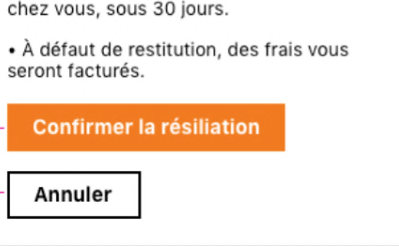 chez vous, sous 30 jours.
• À défaut de restitution, des frais vous
seront facturés.
Confirmer la résiliation
Annuler